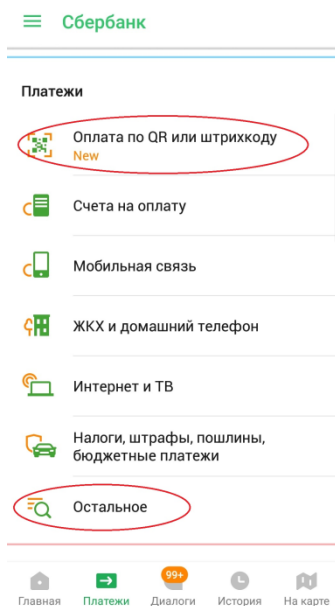 Сбербанк
Платежи
Оплата по QR или штрихкоду
New
Счета на оплату
Мобильная связь
ЖКХ и домашний телефон
Интернет и ТВ
Налоги, штрафы, пошлины,
бюджетные платежи
Остальное
99+
Главная Платежи Диалоги История На карте